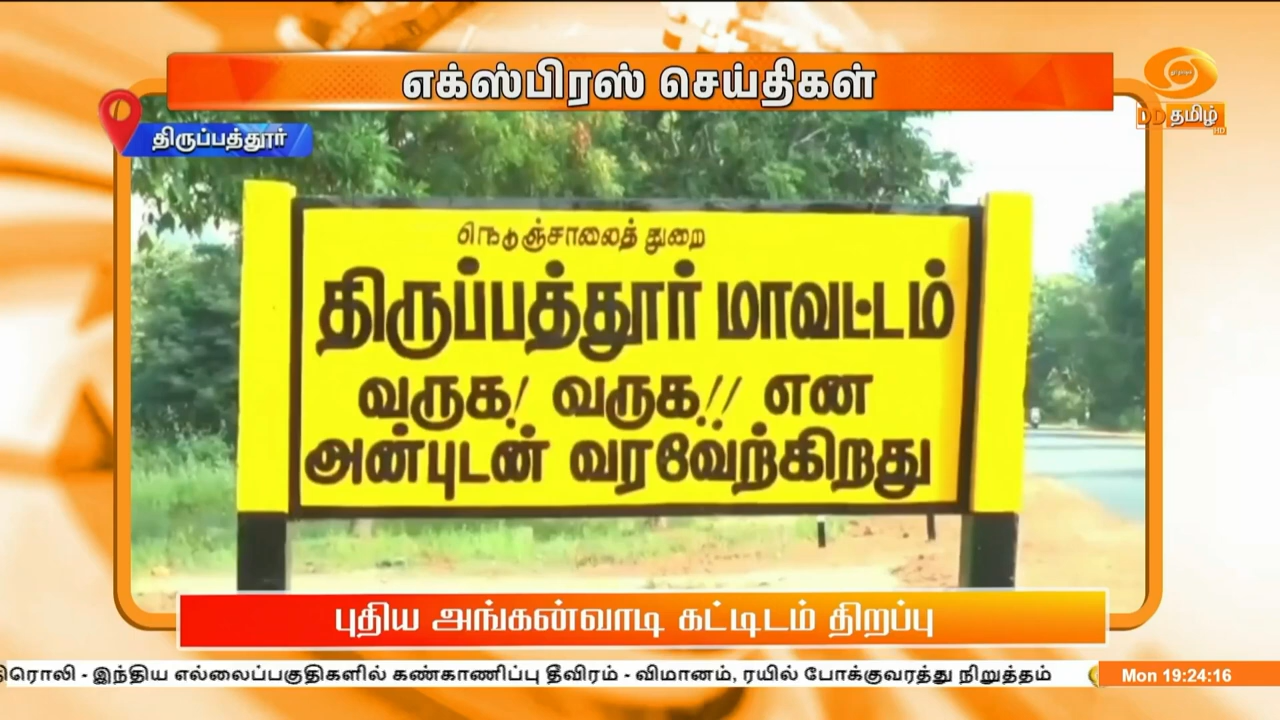 எக்ஸ்பிரஸ் செய்திகள்
DD தமிழ் HD
திருப்பத்தூர்
நெடுஞ்சாலைத் துறை
திருப்பத்தூர் மாவட்டம்
வருக! வருக!! என
அன்புடன் வரவேற்கிறது
புதிய அங்கன்வாடி கட்டிடம் திறப்பு
திரொலி - இந்திய எல்லைப்பகுதிகளில் கண்காணிப்பு தீவிரம் - விமானம், ரயில் போக்குவரத்து நிறுத்தம்
Mon 19:24:16